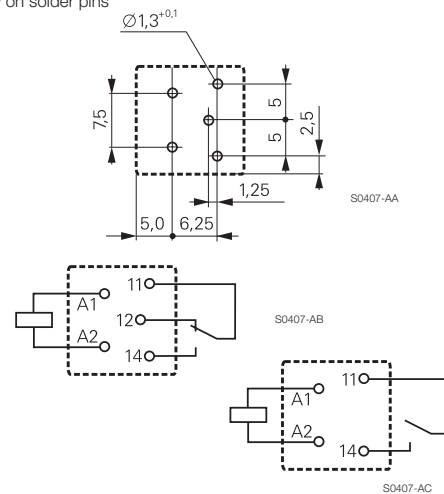 on solder pins
Ø1,3+0,1
7,5
5
5
2,5
1,25
5,0 6,25
S0407-AA
11
A1
12
A2
14
S0407-AB
11
A1
A2
14
S0407-AC